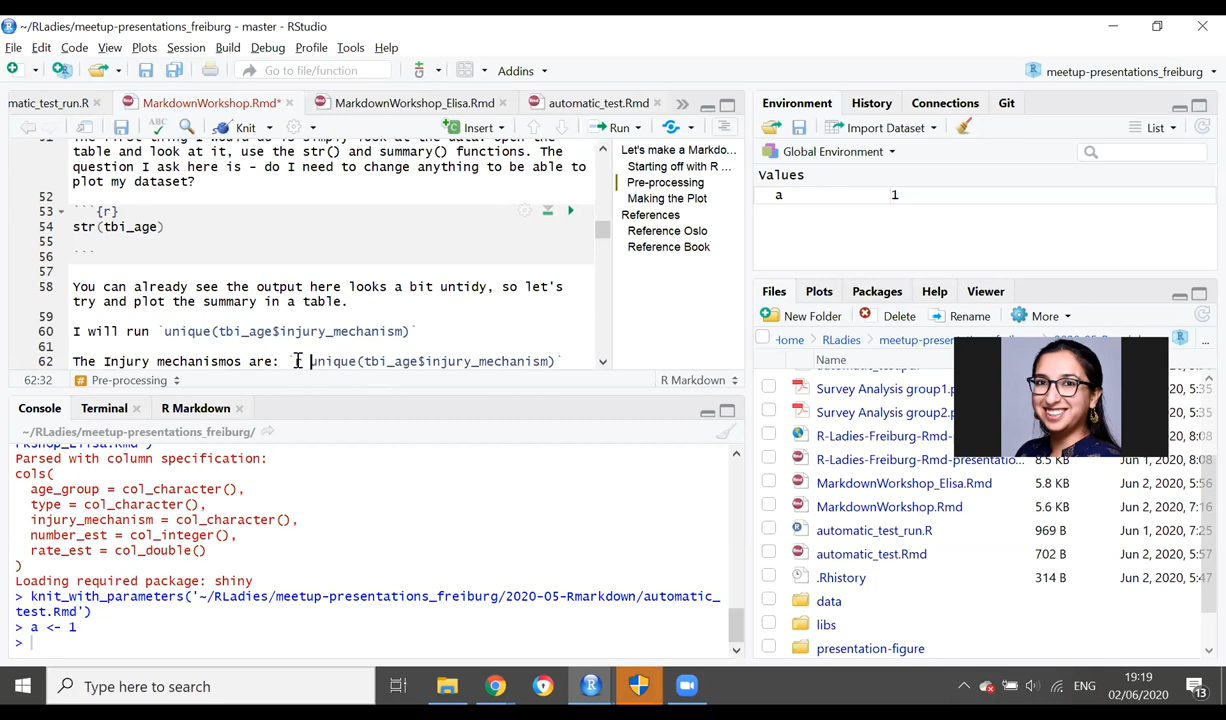 ~/RLadies/meetup-presentations_freiburg - master - RStudio
File Edit Code View Plots Session Build Debug Profile Tools Help
Go to file/function Addins meetup-presentations_freiburg
matic_test_run.R MarkdownWorkshop.Rmd* MarkdownWorkshop_Elisa.Rmd automatic_test.Rmd
Knit Insert Run
table and look at it, use the str() and summary() functions. The
question I ask here is - do I need to change anything to be able to
plot my dataset?
52
53 ```{r}
54 str(tbi_age)
55
56 ```
57
58 You can already see the output here looks a bit untidy, so let's
try and plot the summary in a table.
59
60 I will run `unique(tbi_age$injury_mechanism)`
61
62 The Injury mechanismos are: `r unique(tbi_age$injury_mechanism)`
62:32 Pre-processing R Markdown
Let's make a Markdo...
Starting off with R ...
Pre-processing
Making the Plot
References
Reference Oslo
Reference Book
Console Terminal R Markdown
~/RLadies/meetup-presentations_freiburg/
Parsed with column specification:
cols(
age_group = col_character(),
type = col_character(),
injury_mechanism = col_character(),
number_est = col_integer(),
rate_est = col_double()
)
Loading required package: shiny
> knit_with_parameters('~/RLadies/meetup-presentations_freiburg/2020-05-Rmarkdown/automatic_
test.Rmd')
> a <- 1
>
Environment History Connections Git
Import Dataset List
Global Environment
Values
a 1
Files Plots Packages Help Viewer
New Folder Delete Rename More
Home RLadies
Name
Survey Analysis group1.p 5:35
Survey Analysis group2.p 5:35
R-Ladies-Freiburg-Rmd- 8:08
R-Ladies-Freiburg-Rmd-presentatio... 8.5 KB Jun 1, 2020, 8:08
MarkdownWorkshop_Elisa.Rmd 5.8 KB Jun 2, 2020, 5:56
MarkdownWorkshop.Rmd 5.6 KB Jun 2, 2020, 7:16
automatic_test_run.R 969 B Jun 1, 2020, 7:25
automatic_test.Rmd 702 B Jun 2, 2020, 5:54
.Rhistory 314 B Jun 2, 2020, 5:47
data
libs
presentation-figure
Type here to search
ENG
19:19
02/06/2020
13